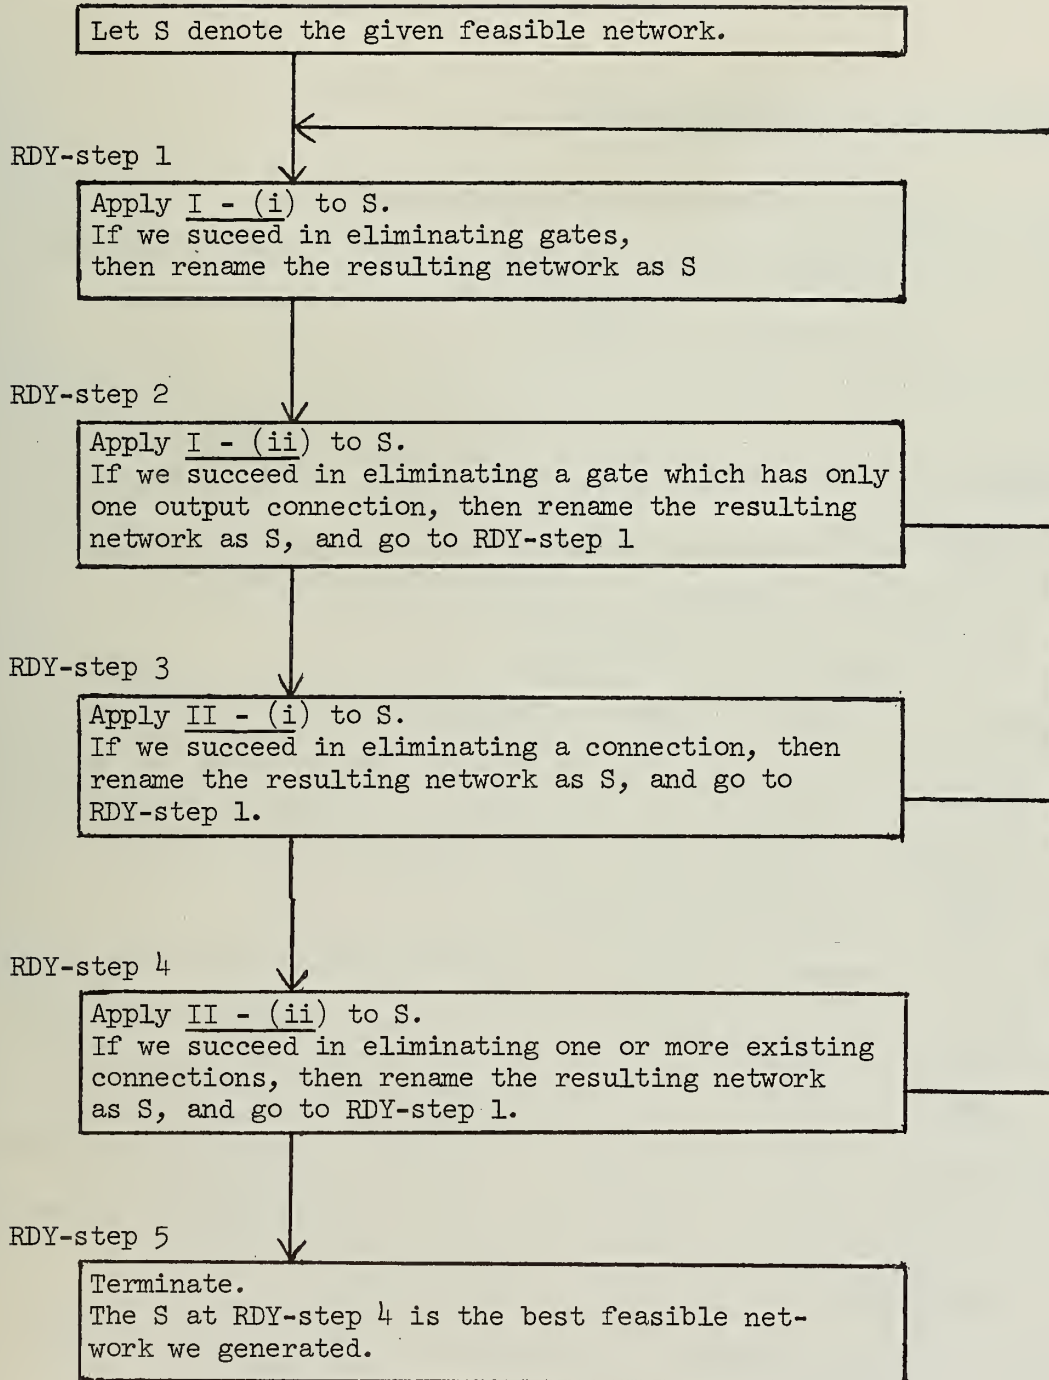 Let S denote the given feasible network.
RDY-step 1
Apply I - (i) to S.
If we suceed in eliminating gates,
then rename the resulting network as S
RDY-step 2
Apply I - (ii) to S.
If we succeed in eliminating a gate which has only
one output connection, then rename the resulting
network as S, and go to RDY-step 1
RDY-step 3
Apply II - (i) to S.
If we succeed in eliminating a connection, then
rename the resulting network as S, and go to
RDY-step 1.
RDY-step 4
Apply II - (ii) to S.
If we succeed in eliminating one or more existing
connections, then rename the resulting network
as S, and go to RDY-step 1.
RDY-step 5
Terminate.
The S at RDY-step 4 is the best feasible net-
work we generated.